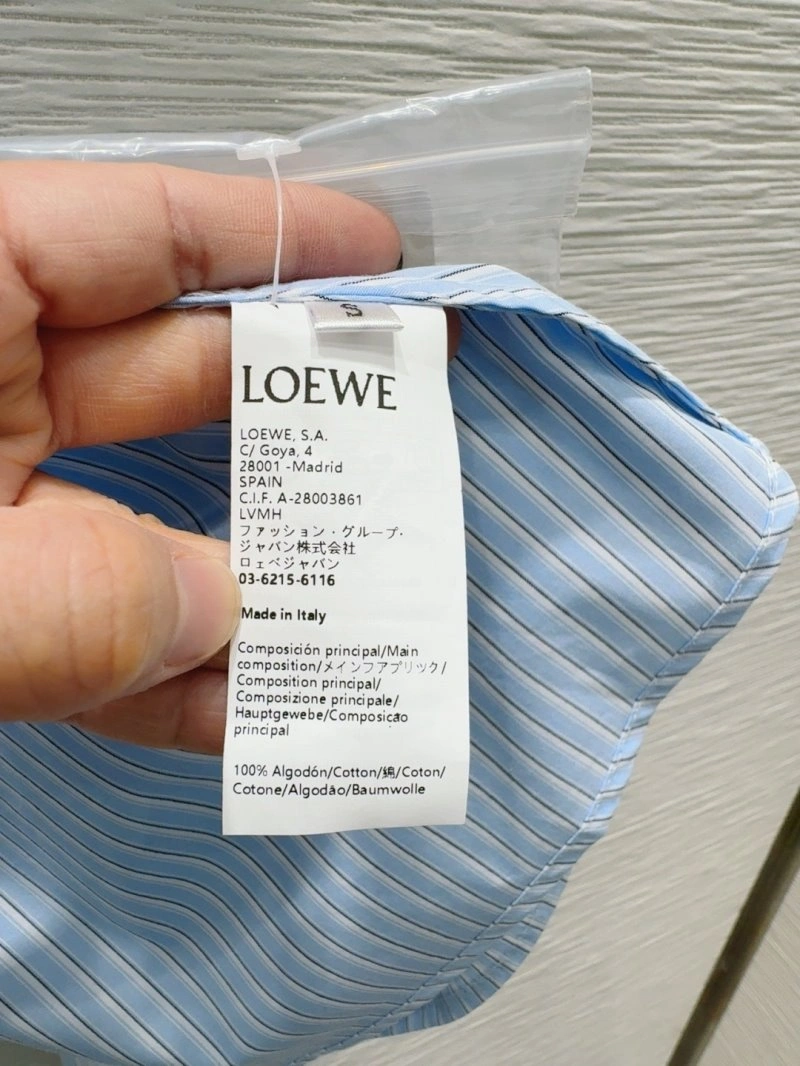 S
LOEWE
LOEWE, S.A.
C/ Goya, 4
28001 -Madrid
SPAIN
C.I.F. A-28003861
LVMH
ファッション・グループ・
ジャパン株式会社
ロェベジャパン
03-6215-6116
Made in Italy
Composición principal/Main
composition/メインファブリック/
Composition principal/
Composizione principale/
Hauptgewebe/Composicão
principal
100% Algodón/Cotton/綿/Coton/
Cotone/Algodão/Baumwolle